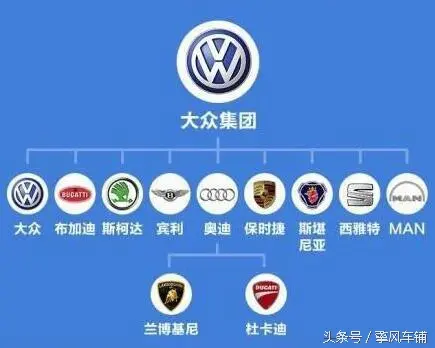 大众集团
BUGATTI
MAN
大众 布加迪 斯柯达 宾利 奥迪 保时捷 斯堪尼亚 西雅特 MAN
LAMBORGHINI
DUCATI
兰博基尼 杜卡迪
头条号／擎风车铺